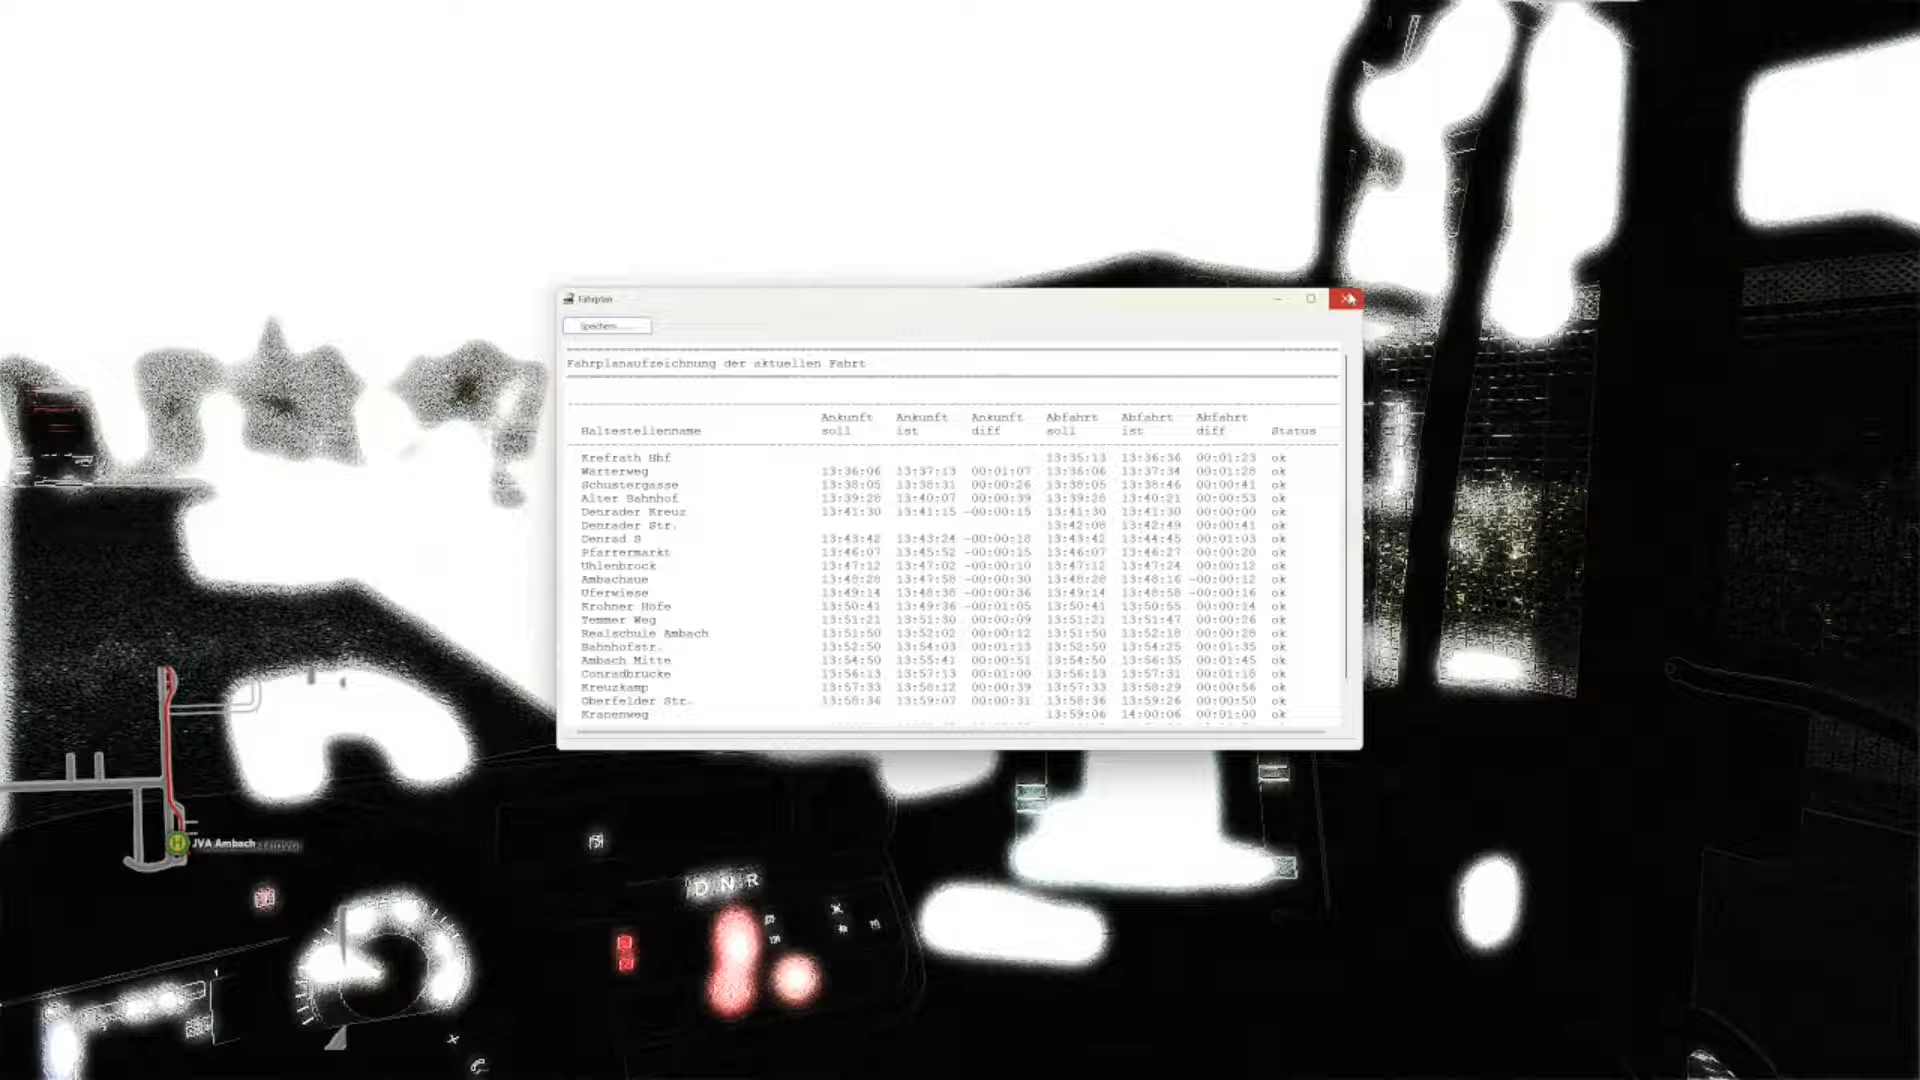 Fahrplan
Speichern......
Fahrplanaufzeichnung der aktuellen Fahrt
Ankunft Ankunft Ankunft Abfahrt Abfahrt Abfahrt
Haltestellenname soll ist diff soll ist diff Status
Krefrath Hbf 13:35:13 13:36:36 00:01:23 ok
Warterweg 13:36:06 13:37:13 00:01:07 13:36:06 13:37:34 00:01:28 ok
Schustergasse 13:38:05 13:38:31 00:00:26 13:38:05 13:38:46 00:00:41 ok
Alter Bahnhof 13:39:28 13:40:07 00:00:39 13:39:28 13:40:21 00:00:53 ok
Denrader Kreuz 13:41:30 13:41:15 -00:00:15 13:41:30 13:41:30 00:00:00 ok
Denrader Str. 13:42:08 13:42:49 00:00:41 ok
Denrad S 13:43:42 13:43:24 -00:00:18 13:43:42 13:44:45 00:01:03 ok
Pfarrermarkt 13:46:07 13:45:52 -00:00:15 13:46:07 13:46:27 00:00:20 ok
Uhlenbrock 13:47:12 13:47:02 -00:00:10 13:47:12 13:47:24 00:00:12 ok
Ambachaue 13:48:28 13:47:58 -00:00:30 13:48:28 13:48:16 -00:00:12 ok
Uferwiese 13:49:14 13:48:38 -00:00:36 13:49:14 13:48:58 -00:00:16 ok
Krohner Hofe 13:50:41 13:49:36 -00:01:05 13:50:41 13:50:55 00:00:14 ok
Temmer Weg 13:51:21 13:51:30 00:00:09 13:51:21 13:51:47 00:00:26 ok
Realschule Ambach 13:51:50 13:52:02 00:00:12 13:51:50 13:52:18 00:00:28 ok
Bahnhofstr. 13:52:50 13:54:03 00:01:13 13:52:50 13:54:25 00:01:35 ok
Ambach Mitte 13:54:50 13:55:41 00:00:51 13:54:50 13:56:35 00:01:45 ok
Conradbrucke 13:56:13 13:57:13 00:01:00 13:56:13 13:57:31 00:01:18 ok
Kreuzkamp 13:57:33 13:58:12 00:00:39 13:57:33 13:58:29 00:00:56 ok
Oberfelder Str. 13:58:36 13:59:07 00:00:31 13:58:36 13:59:26 00:00:50 ok
Kranenweg 13:59:06 14:00:06 00:01:00 ok
H JVA Ambach
D N R